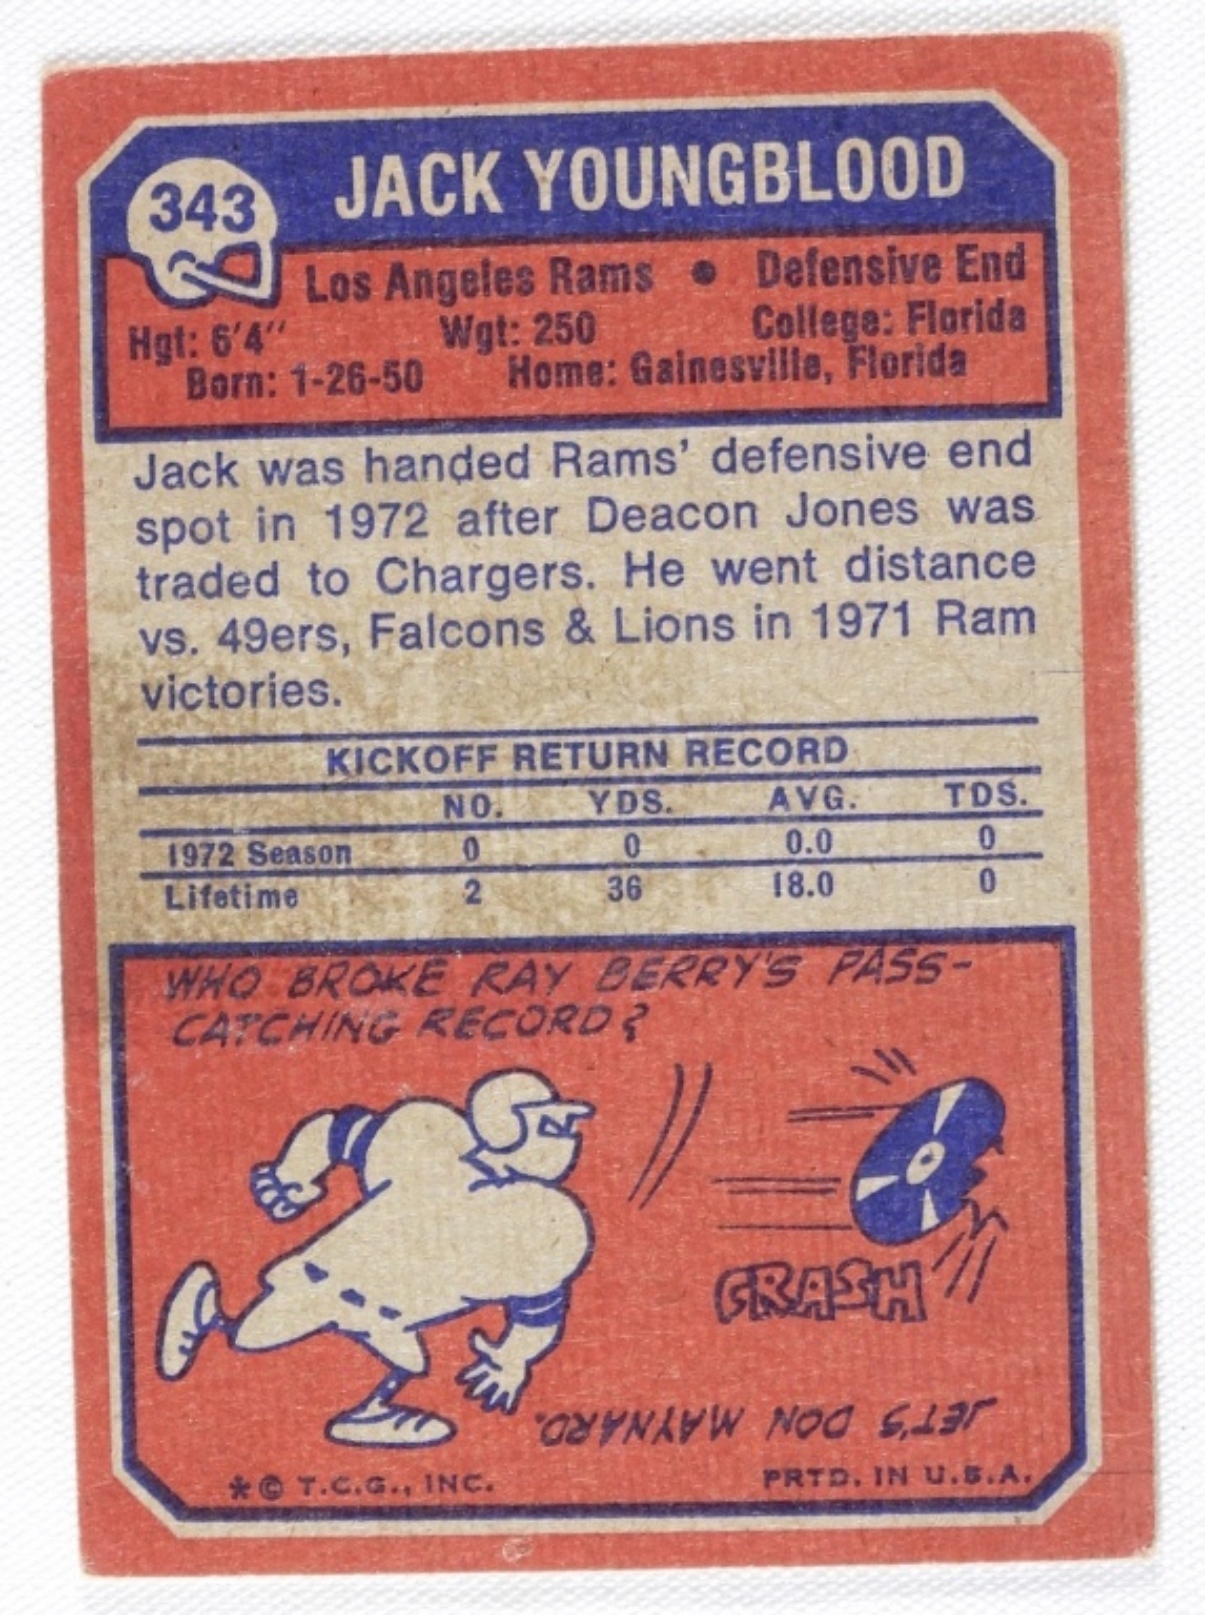 343
JACK YOUNGBLOOD
Los Angeles Rams • Defensive End
Hgt: 6'4'' Wgt: 250 College: Florida
Born: 1-26-50 Home: Gainesville, Florida
Jack was handed Rams' defensive end
spot in 1972 after Deacon Jones was
traded to Chargers. He went distance
vs. 49ers, Falcons & Lions in 1971 Ram
victories.
KICKOFF RETURN RECORD
NO. YDS. AVG. TDS.
1972 Season 0 0 0.0 0
Lifetime 2 36 18.0 0
WHO BROKE RAY BERRY'S PASS-
CATCHING RECORD?
CRASH
JET'S DON MAYNARD.
*© T.C.G., INC. PRTD. IN U.S.A.